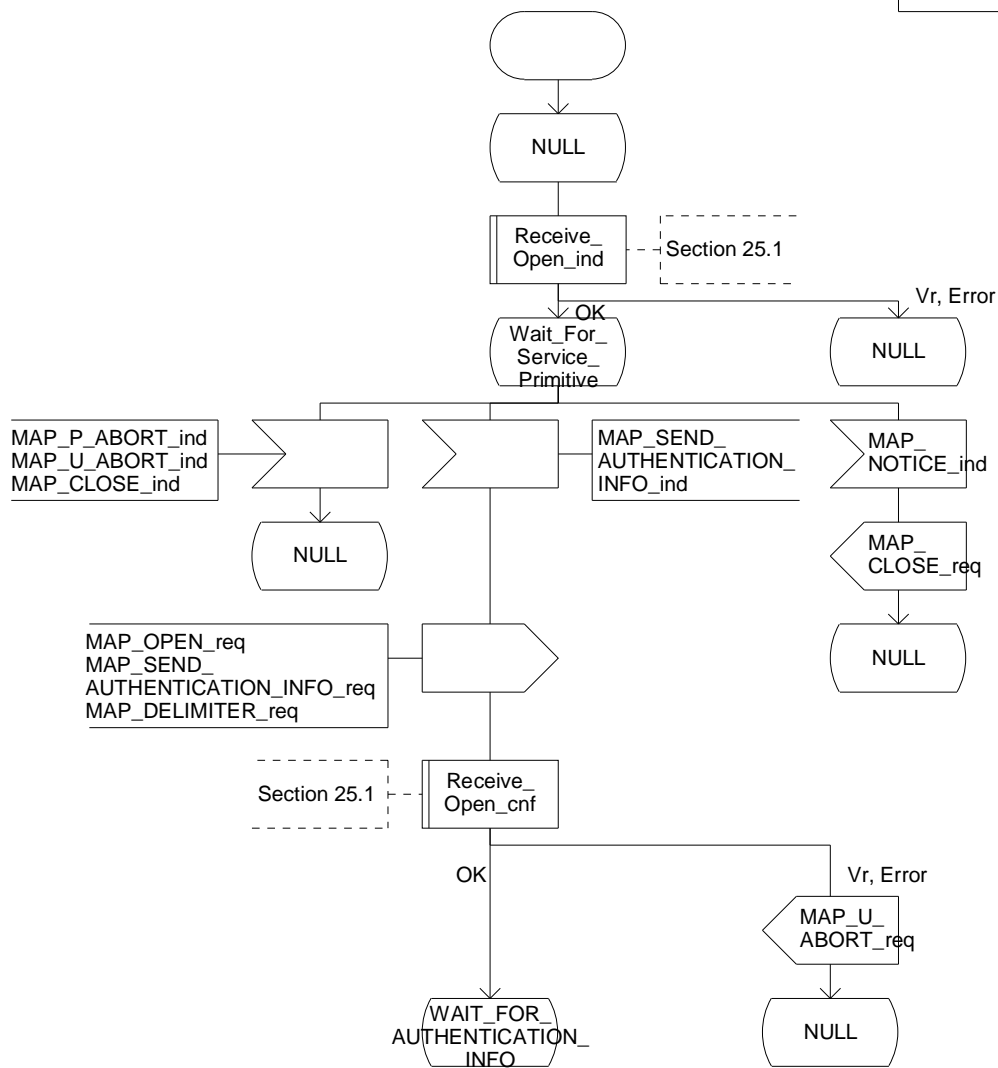 NULL
Receive_
Open_ind
Section 25.1
Vr, Error
OK
Wait_For_
Service_
Primitive
NULL
MAP_P_ABORT_ind
MAP_U_ABORT_ind
MAP_CLOSE_ind
MAP_SEND_
AUTHENTICATION_
INFO_ind
MAP_
NOTICE_ind
NULL
MAP_
CLOSE_req
NULL
MAP_OPEN_req
MAP_SEND_
AUTHENTICATION_INFO_req
MAP_DELIMITER_req
Section 25.1
Receive_
Open_cnf
OK
Vr, Error
MAP_U_
ABORT_req
WAIT_FOR_
AUTHENTICATION_
INFO
NULL